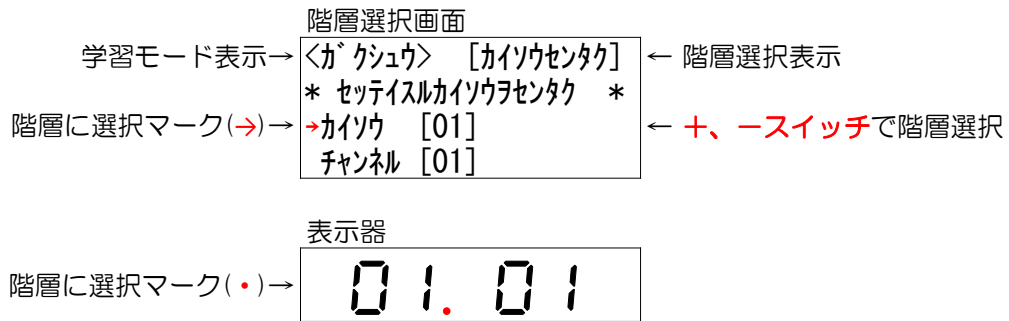 階層選択画面
学習モード表示→ <ガクシュウ> [カイソウセンタク] ← 階層選択表示
* セッテイスルカイソウヲセンタク *
階層に選択マーク(→)→ →カイソウ [01] ← ＋、－スイッチで階層選択
チャンネル [01]
表示器
階層に選択マーク(・)→ 01. 01